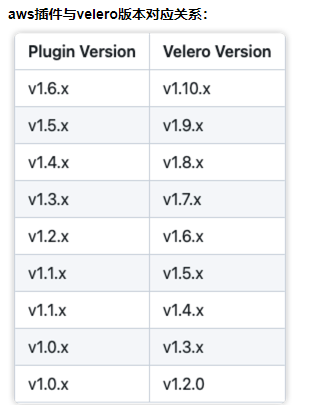 aws插件与velero版本对应关系：
Plugin Version Velero Version
v1.6.x v1.10.x
v1.5.x v1.9.x
v1.4.x v1.8.x
v1.3.x v1.7.x
v1.2.x v1.6.x
v1.1.x v1.5.x
v1.1.x v1.4.x
v1.0.x v1.3.x
v1.0.x v1.2.0